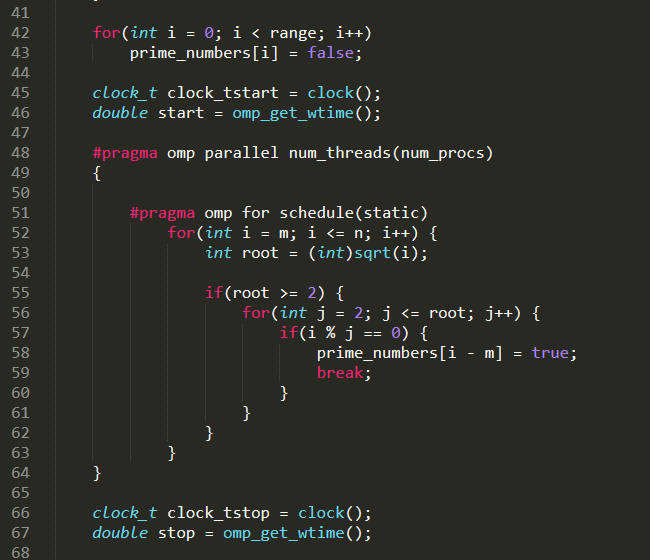 41
42 for(int i = 0; i < range; i++)
43 prime_numbers[i] = false;
44
45 clock_t clock_tstart = clock();
46 double start = omp_get_wtime();
47
48 #pragma omp parallel num_threads(num_procs)
49 {
50
51 #pragma omp for schedule(static)
52 for(int i = m; i <= n; i++) {
53 int root = (int)sqrt(i);
54
55 if(root >= 2) {
56 for(int j = 2; j <= root; j++) {
57 if(i % j == 0) {
58 prime_numbers[i - m] = true;
59 break;
60 }
61 }
62 }
63 }
64 }
65
66 clock_t clock_tstop = clock();
67 double stop = omp_get_wtime();
68